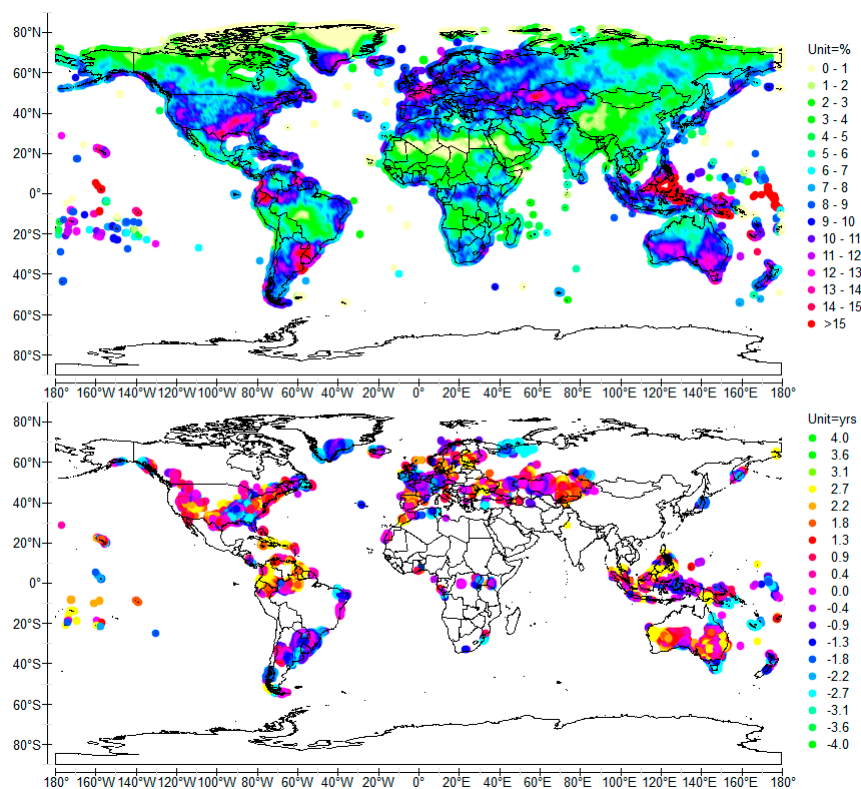 Unit=%
80°N
60°N
40°N
20°N
0°
20°S
40°S
60°S
80°S
0 - 1
1 - 2
2 - 3
3 - 4
4 - 5
5 - 6
6 - 7
7 - 8
8 - 9
9 - 10
10 - 11
11 - 12
12 - 13
13 - 14
14 - 15
>15
180° 160°W 140°W 120°W 100°W 80°W 60°W 40°W 20°W 0° 20°E 40°E 60°E 80°E 100°E 120°E 140°E 160°E 180°
Unit=yrs
80°N
60°N
40°N
20°N
0°
20°S
40°S
60°S
80°S
4.0
3.6
3.1
2.7
2.2
1.8
1.3
0.9
0.4
0.0
-0.4
-0.9
-1.3
-1.8
-2.2
-2.7
-3.1
-3.6
-4.0
180° 160°W 140°W 120°W 100°W 80°W 60°W 40°W 20°W 0° 20°E 40°E 60°E 80°E 100°E 120°E 140°E 160°E 180°